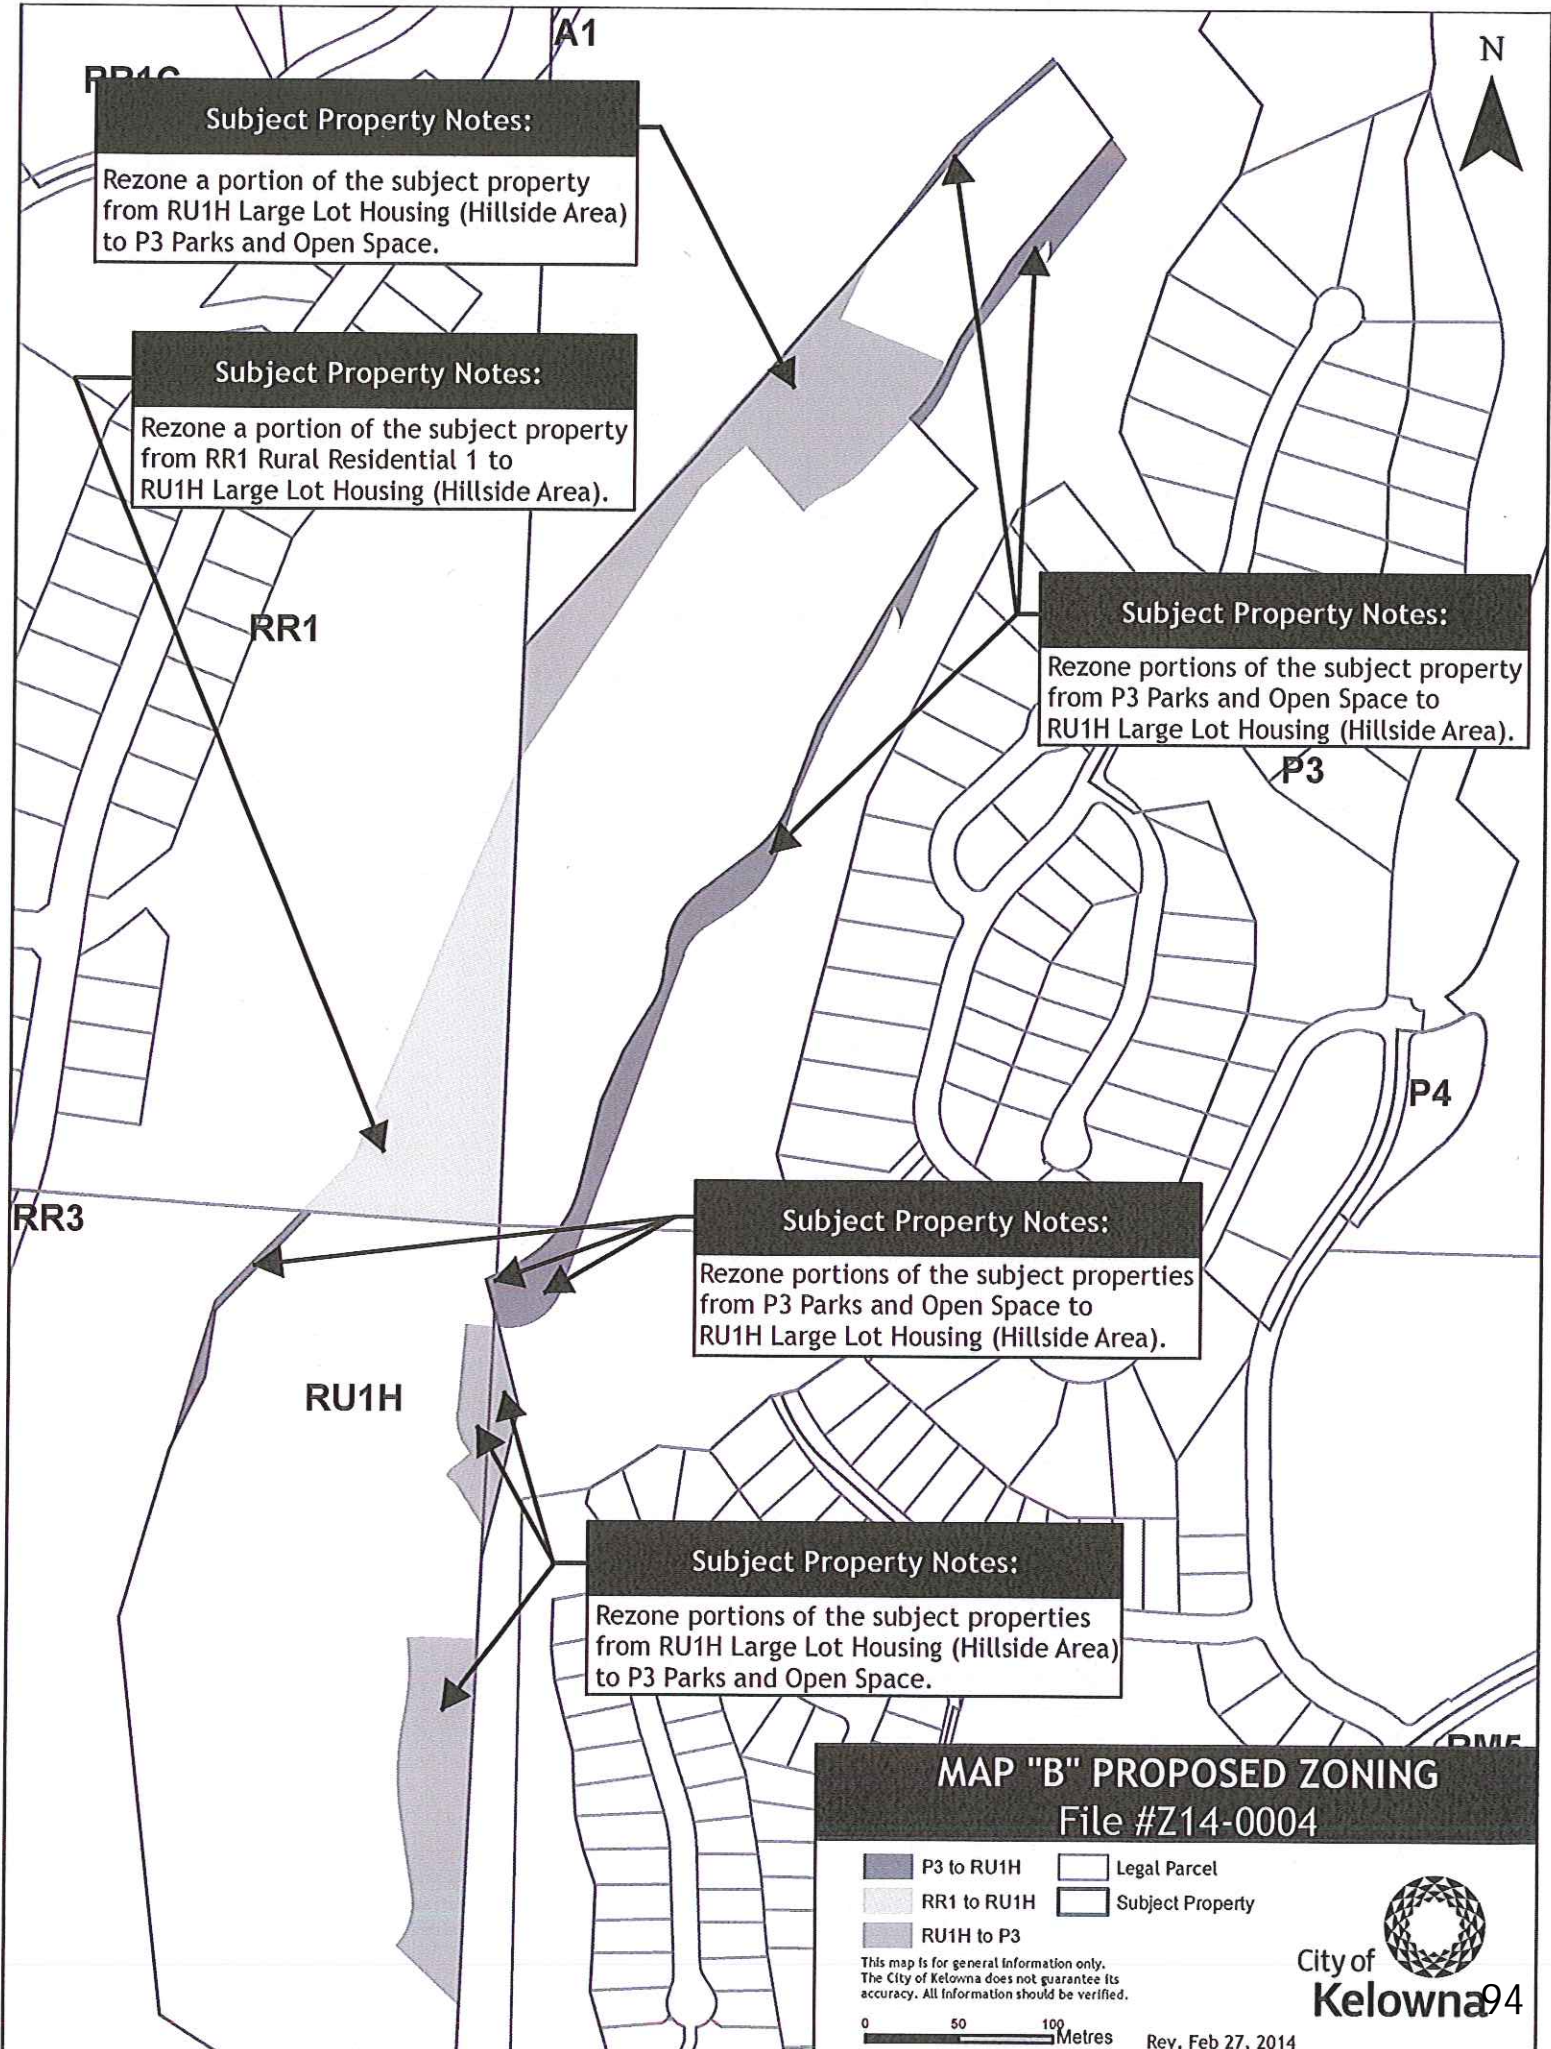 A1
N
Subject Property Notes:
Rezone a portion of the subject property
from RU1H Large Lot Housing (Hillside Area)
to P3 Parks and Open Space.
Subject Property Notes:
Rezone a portion of the subject property
from RR1 Rural Residential 1 to
RU1H Large Lot Housing (Hillside Area).
RR1
Subject Property Notes:
Rezone portions of the subject property
from P3 Parks and Open Space to
RU1H Large Lot Housing (Hillside Area).
P3
P4
RR3
Subject Property Notes:
Rezone portions of the subject properties
from P3 Parks and Open Space to
RU1H Large Lot Housing (Hillside Area).
RU1H
Subject Property Notes:
Rezone portions of the subject properties
from RU1H Large Lot Housing (Hillside Area)
to P3 Parks and Open Space.
RM5
MAP "B" PROPOSED ZONING
File #Z14-0004
P3 to RU1H
Legal Parcel
RR1 to RU1H
Subject Property
RU1H to P3
This map is for general information only.
The City of Kelowna does not guarantee its
accuracy. All information should be verified.
0 50 100 Metres
Rev. Feb 27, 2014
City of
Kelowna
94